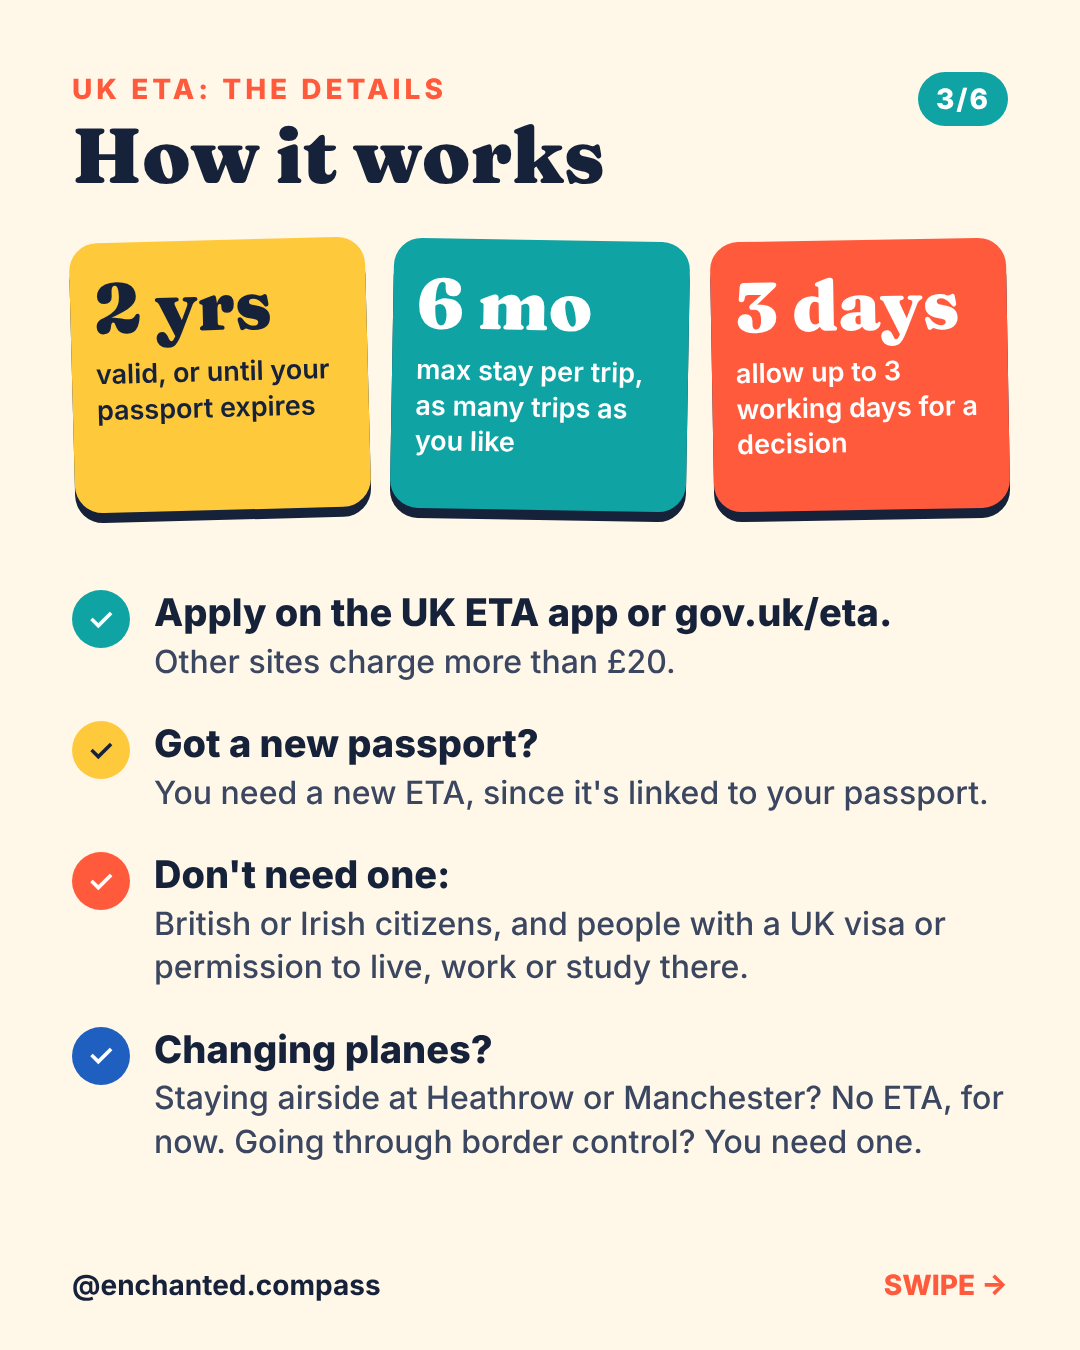 UK ETA: THE DETAILS
3/6
How it works
2 yrs
valid, or until your
passport expires
6 mo
max stay per trip,
as many trips as
you like
3 days
allow up to 3
working days for a
decision
Apply on the UK ETA app or gov.uk/eta.
Other sites charge more than £20.
Got a new passport?
You need a new ETA, since it's linked to your passport.
Don't need one:
British or Irish citizens, and people with a UK visa or
permission to live, work or study there.
Changing planes?
Staying airside at Heathrow or Manchester? No ETA, for
now. Going through border control? You need one.
@enchanted.compass
SWIPE →